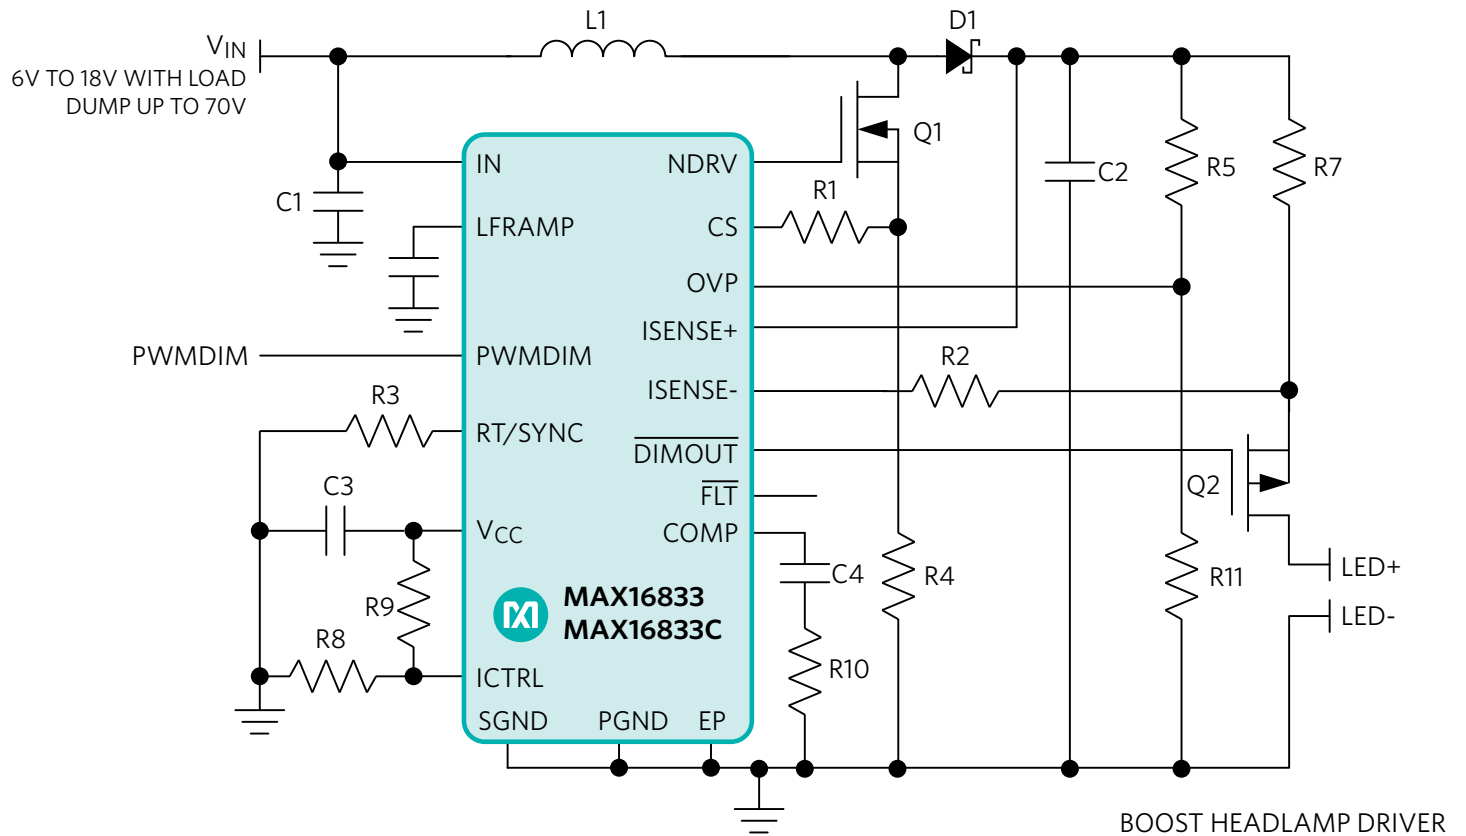 L1
D1
VIN
6V TO 18V WITH LOAD
DUMP UP TO 70V
Q1
IN
NDRV
C1
R1
C2
R5
R7
LFRAMP
CS
OVP
ISENSE+
PWMDIM
PWMDIM
R2
ISENSE-
R3
RT/SYNC
DIMOUT
Q2
C3
FLT
VCC
COMP
LED+
C4
R4
R11
R9
MAX16833
MAX16833C
LED-
R8
R10
ICTRL
SGND
PGND
EP
BOOST HEADLAMP DRIVER